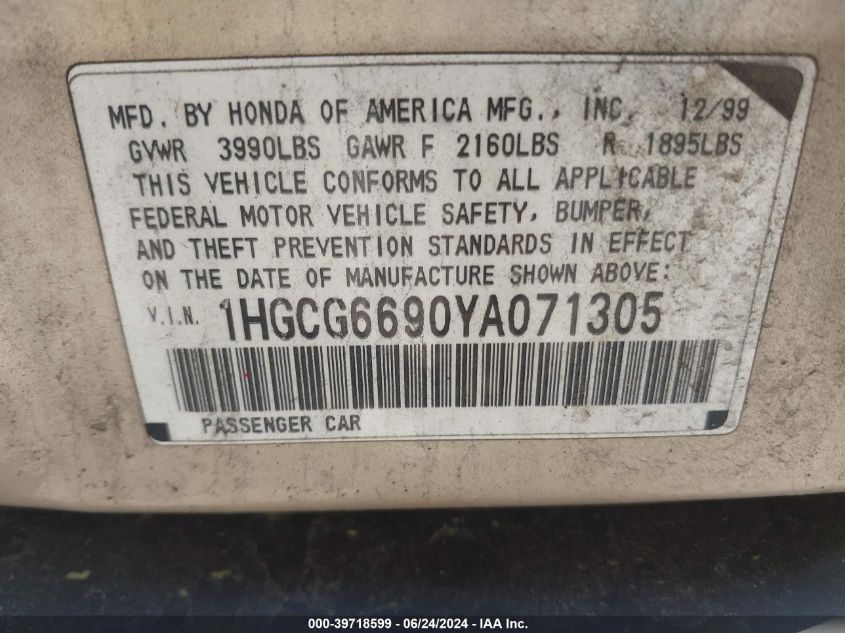 MFD. BY HONDA OF AMERICA MFG., INC. 12/99
GVWR 3990LBS GAWR F 2160LBS R 1895LBS
THIS VEHICLE CONFORMS TO ALL APPLICABLE
FEDERAL MOTOR VEHICLE SAFETY, BUMPER,
AND THEFT PREVENTION STANDARDS IN EFFECT
ON THE DATE OF MANUFACTURE SHOWN ABOVE:
V.I.N. 1HGCG6690YA071305
PASSENGER CAR
000-39718599 - 06/24/2024 - IAA Inc.